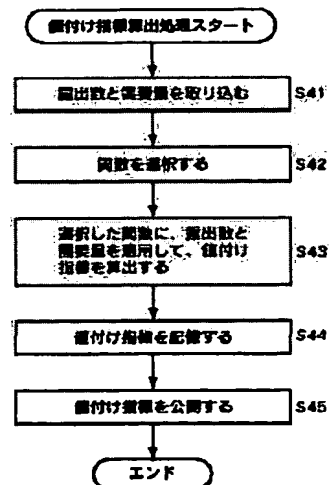 値付け指標算出処理スタート
露出数と需要量を取り込む
S41
関数を選択する
S42
選択した関数に、露出数と
需要量を適用して、値付け
指標を算出する
S43
値付け指標を記憶する
S44
値付け指標を公開する
S45
エンド